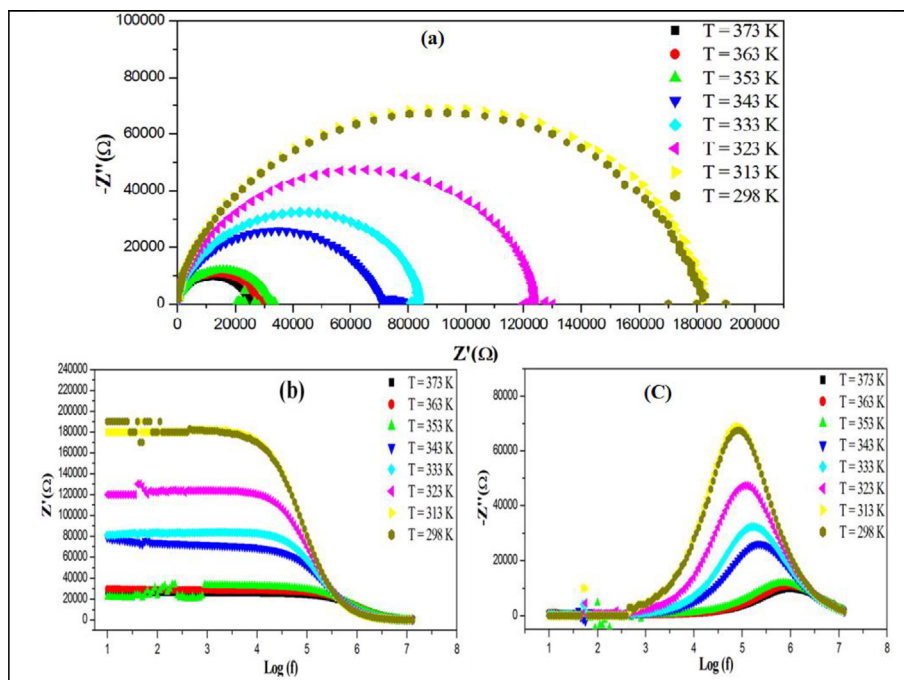 (a)
100000
80000
60000
40000
20000
0
-Z''(Ω)
T = 373 K
T = 363 K
T = 353 K
T = 343 K
T = 333 K
T = 323 K
T = 313 K
T = 298 K
0 20000 40000 60000 80000 100000 120000 140000 160000 180000 200000
Z'(Ω)
(b)
240000
220000
200000
180000
160000
140000
120000
100000
80000
60000
40000
20000
0
Z'(Ω)
T = 373 K
T = 363 K
T = 353 K
T = 343 K
T = 333 K
T = 323 K
T = 313 K
T = 298 K
1 2 3 4 5 6 7 8
Log (f)
(C)
80000
60000
40000
20000
0
-Z''(Ω)
T = 373 K
T = 363 K
T = 353 K
T = 343 K
T = 333 K
T = 323 K
T = 313 K
T = 298 K
0 1 2 3 4 5 6 7 8
Log (f)